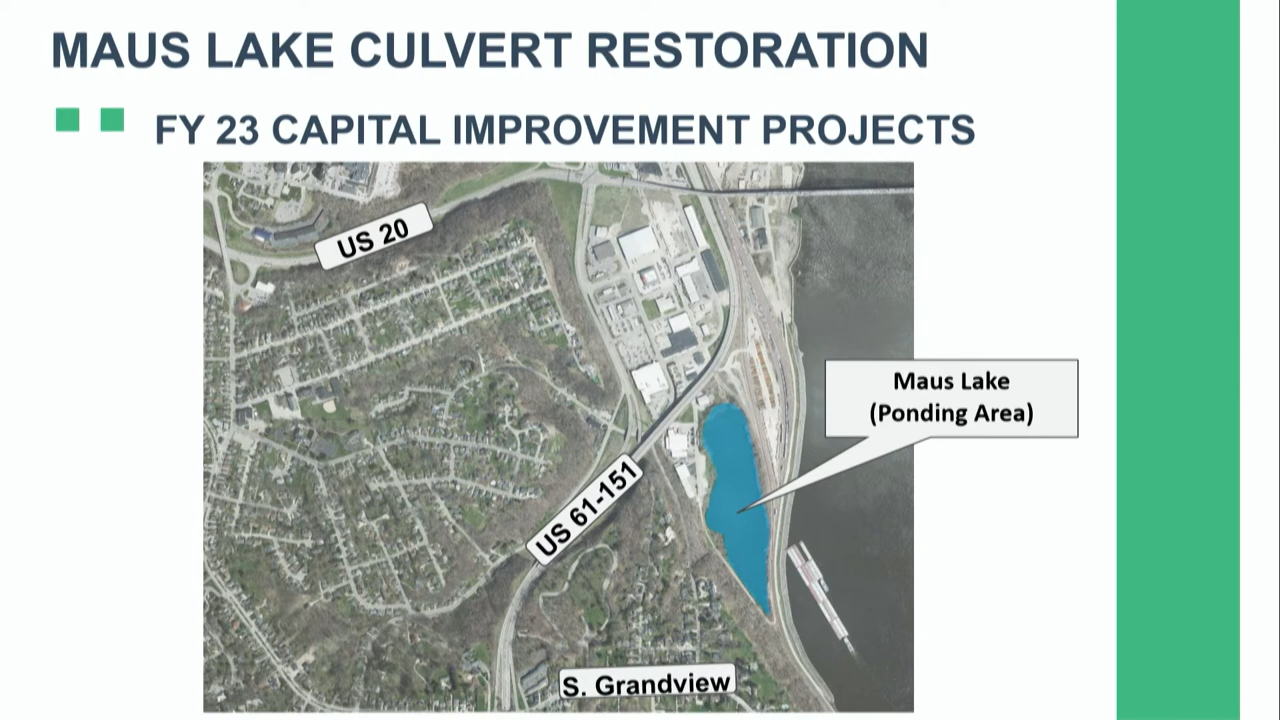 MAUS LAKE CULVERT RESTORATION
FY 23 CAPITAL IMPROVEMENT PROJECTS
US 20
Maus Lake
(Ponding Area)
US 61-151
S. Grandview